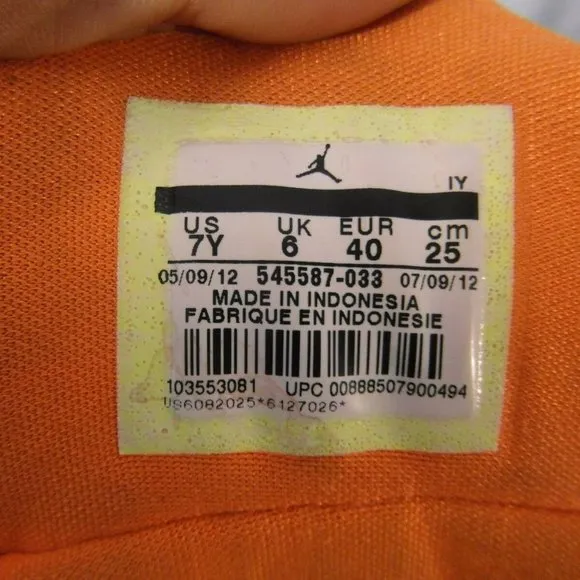 IY
US UK EUR cm
7Y 6 40 25
05/09/12 545587-033 07/09/12
MADE IN INDONESIA
FABRIQUE EN INDONESIE
103553081 UPC 00888507900494
US6082025*6127026*